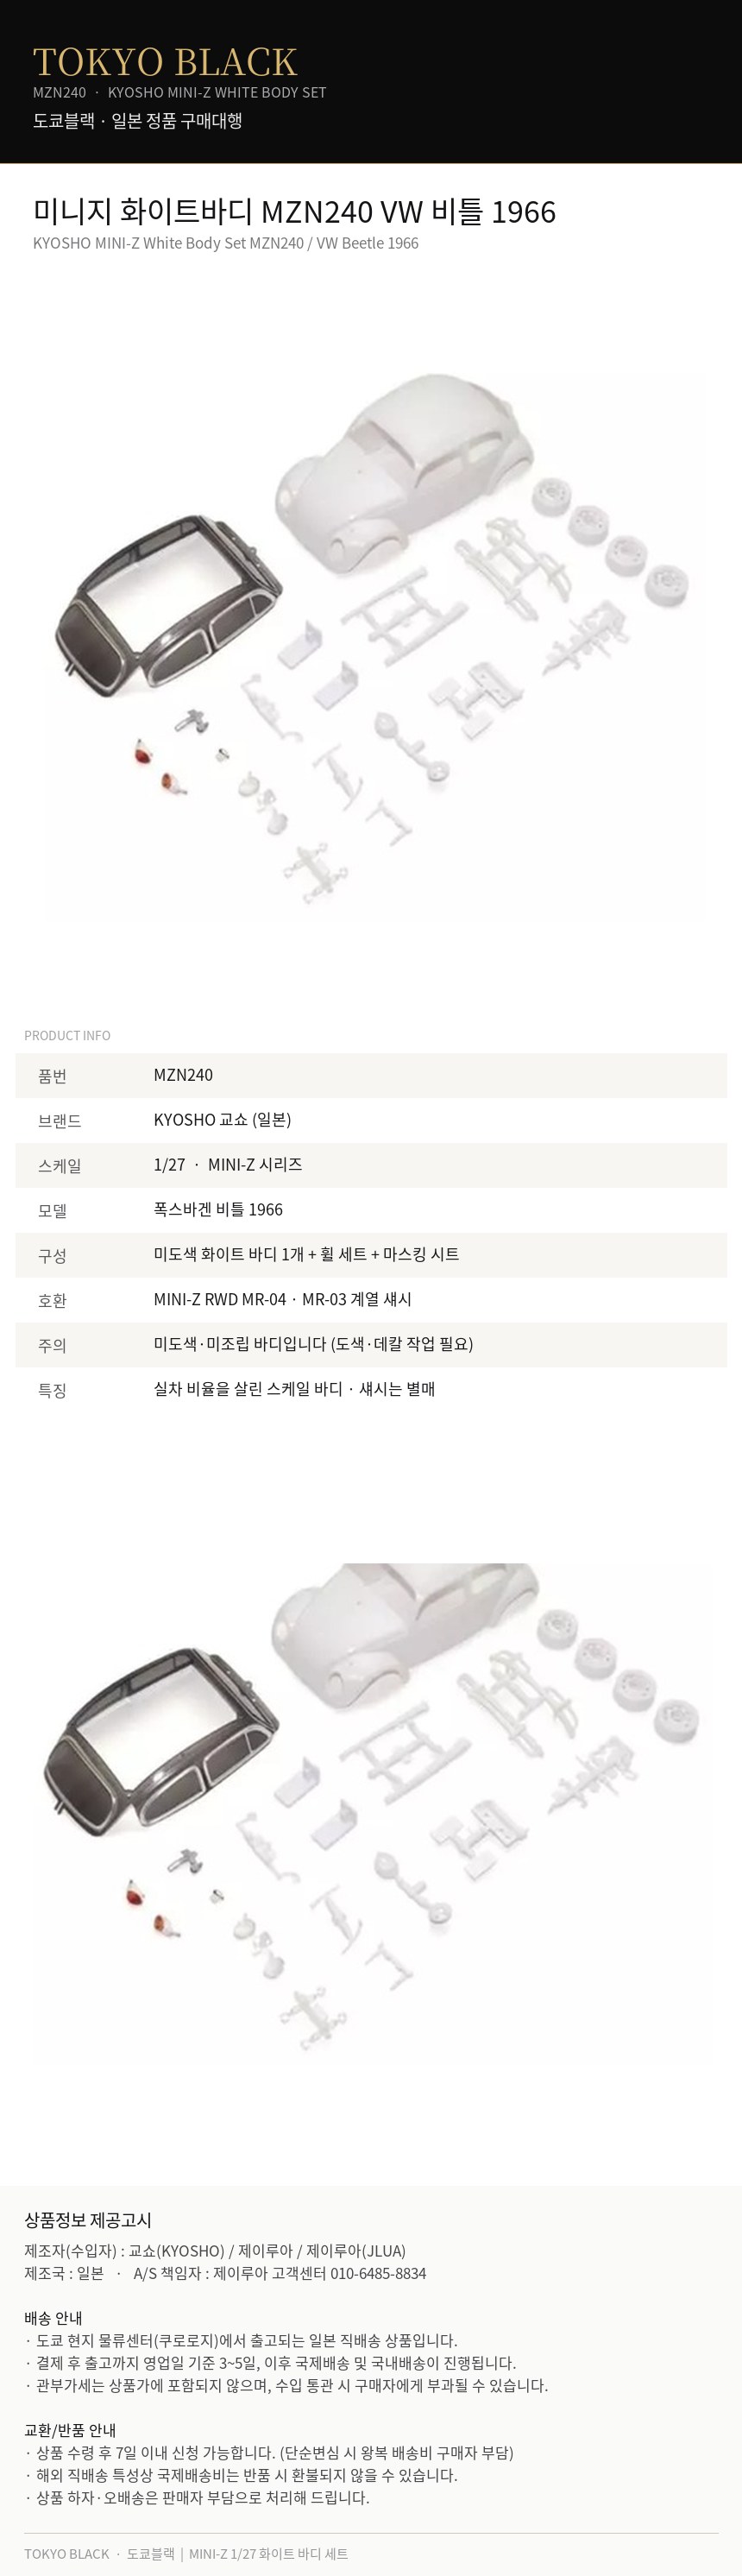 TOKYO BLACK
MZN240 · KYOSHO MINI-Z WHITE BODY SET
도쿄블랙 · 일본 정품 구매대행
미니지 화이트바디 MZN240 VW 비틀 1966
KYOSHO MINI-Z White Body Set MZN240 / VW Beetle 1966
PRODUCT INFO
품번 MZN240
브랜드 KYOSHO 교쇼 (일본)
스케일 1/27 · MINI-Z 시리즈
모델 폭스바겐 비틀 1966
구성 미도색 화이트 바디 1개 + 휠 세트 + 마스킹 시트
호환 MINI-Z RWD MR-04 · MR-03 계열 섀시
주의 미도색·미조립 바디입니다 (도색·데칼 작업 필요)
특징 실차 비율을 살린 스케일 바디 · 섀시는 별매
상품정보 제공고시
제조자(수입자) : 교쇼(KYOSHO) / 제이루아 / 제이루아(JLUA)
제조국 : 일본 · A/S 책임자 : 제이루아 고객센터 010-6485-8834
배송 안내
· 도쿄 현지 물류센터(쿠로로지)에서 출고되는 일본 직배송 상품입니다.
· 결제 후 출고까지 영업일 기준 3~5일, 이후 국제배송 및 국내배송이 진행됩니다.
· 관부가세는 상품가에 포함되지 않으며, 수입 통관 시 구매자에게 부과될 수 있습니다.
교환/반품 안내
· 상품 수령 후 7일 이내 신청 가능합니다. (단순변심 시 왕복 배송비 구매자 부담)
· 해외 직배송 특성상 국제배송비는 반품 시 환불되지 않을 수 있습니다.
· 상품 하자·오배송은 판매자 부담으로 처리해 드립니다.
TOKYO BLACK · 도쿄블랙 | MINI-Z 1/27 화이트 바디 세트